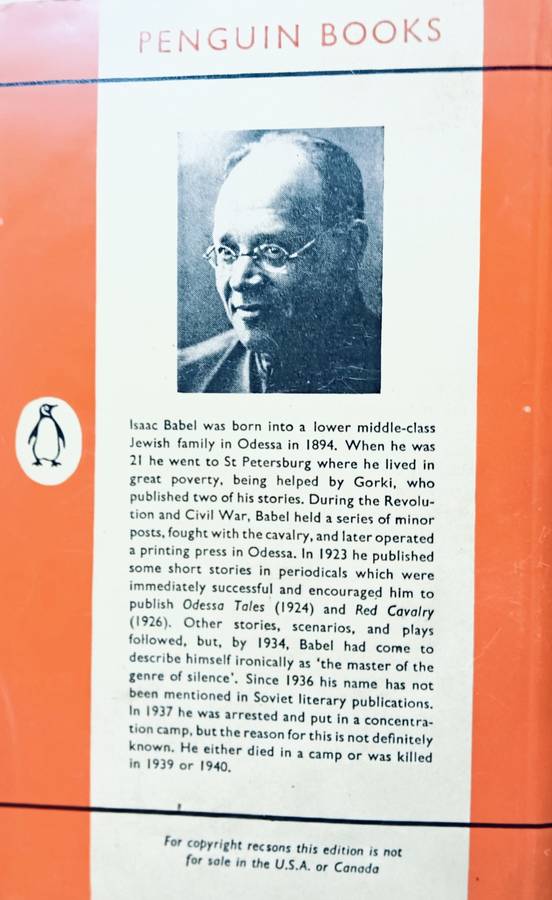 PENGUIN BOOKS
Isaac Babel was born into a lower middle-class
Jewish family in Odessa in 1894. When he was
21 he went to St Petersburg where he lived in
great poverty, being helped by Gorki, who
published two of his stories. During the Revolu-
tion and Civil War, Babel held a series of minor
posts, fought with the cavalry, and later operated
a printing press in Odessa. In 1923 he published
some short stories in periodicals which were
immediately successful and encouraged him to
publish Odessa Tales (1924) and Red Cavalry
(1926). Other stories, scenarios, and plays
followed, but, by 1934, Babel had come to
describe himself ironically as 'the master of the
genre of silence'. Since 1936 his name has not
been mentioned in Soviet literary publications.
In 1937 he was arrested and put in a concentra-
tion camp, but the reason for this is not definitely
known. He either died in a camp or was killed
in 1939 or 1940.
For copyright reasons this edition is not
for sale in the U.S.A. or Canada